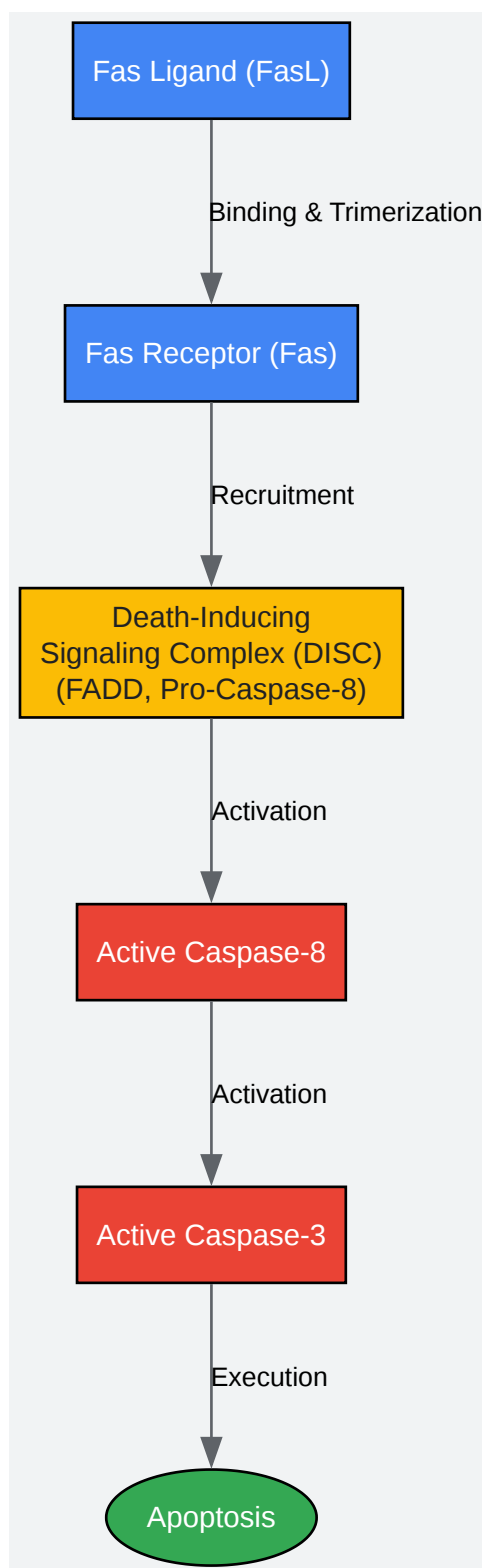 Fas Ligand (FasL)
Binding & Trimerization
Fas Receptor (Fas)
Recruitment
Death-Inducing
Signaling Complex (DISC)
(FADD, Pro-Caspase-8)
Activation
Active Caspase-8
Activation
Active Caspase-3
Execution
Apoptosis